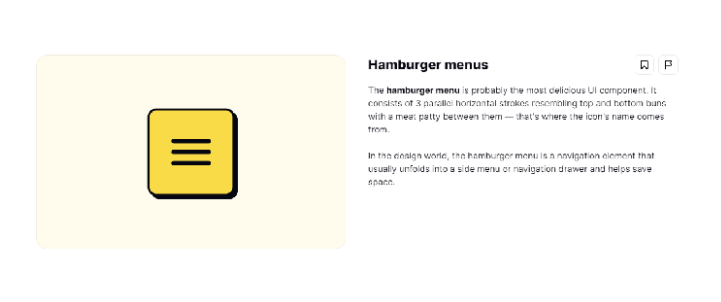 Hamburger menus
The hamburger menu is probably the most delicious UI component. It
consists of 3 parallel horizontal strokes resembling top and bottom buns
with a meat patty between them — that's where the icon's name comes
from.
In the design world, the hamburger menu is a navigation element that
usually unfolds into a side menu or navigation drawer and helps save
space.